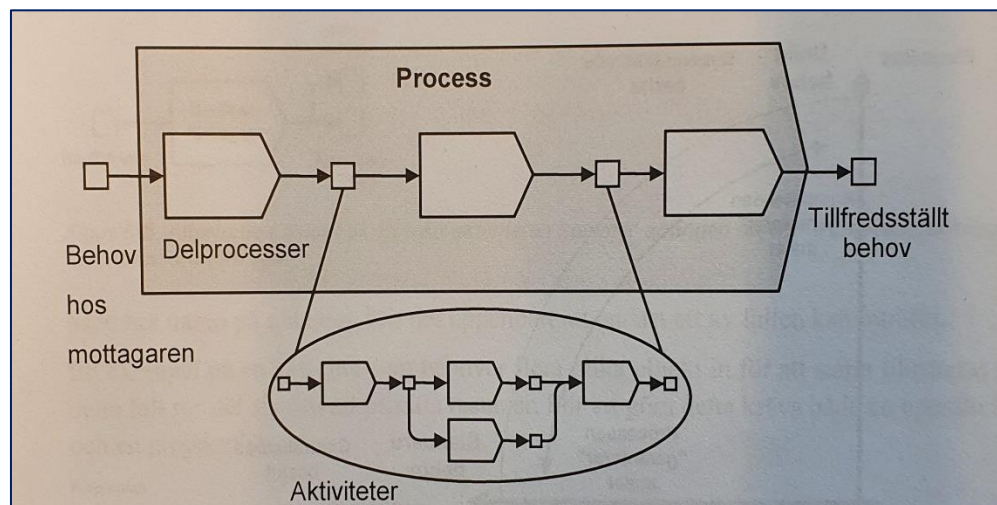 Process
Behov
hos
mottagaren
Delprocesser
Tillfredsställt
behov
Aktiviteter